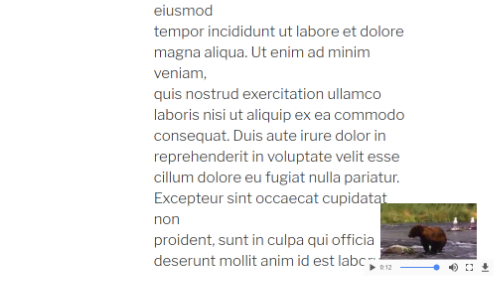 eiusmod
tempor incididunt ut labore et dolore
magna aliqua. Ut enim ad minim
veniam,
quis nostrud exercitation ullamco
laboris nisi ut aliquip ex ea commodo
consequat. Duis aute irure dolor in
reprehenderit in voluptate velit esse
cillum dolore eu fugiat nulla pariatur.
Excepteur sint occaecat cupidatat
non
proident, sunt in culpa qui officia
deserunt mollit anim id est
0:12